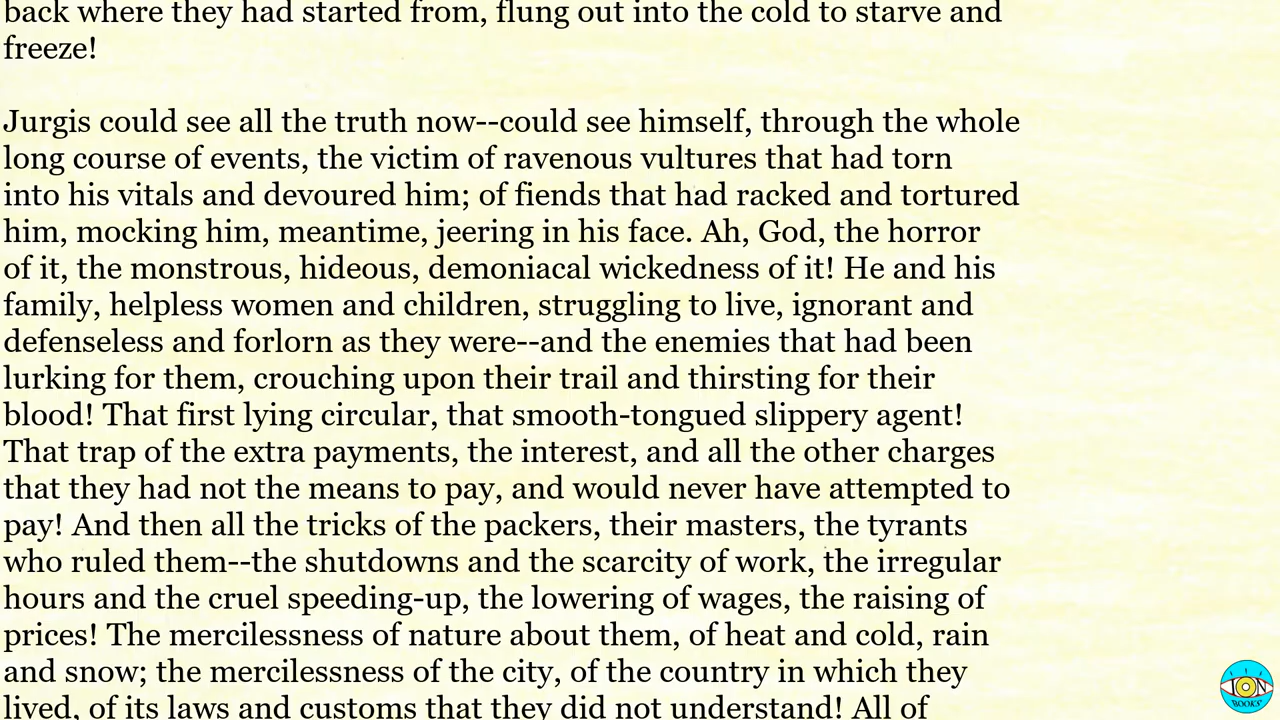 back where they had started from, flung out into the cold to starve and
freeze!
Jurgis could see all the truth now--could see himself, through the whole
long course of events, the victim of ravenous vultures that had torn
into his vitals and devoured him; of fiends that had racked and tortured
him, mocking him, meantime, jeering in his face. Ah, God, the horror
of it, the monstrous, hideous, demoniacal wickedness of it! He and his
family, helpless women and children, struggling to live, ignorant and
defenseless and forlorn as they were--and the enemies that had been
lurking for them, crouching upon their trail and thirsting for their
blood! That first lying circular, that smooth-tongued slippery agent!
That trap of the extra payments, the interest, and all the other charges
that they had not the means to pay, and would never have attempted to
pay! And then all the tricks of the packers, their masters, the tyrants
who ruled them--the shutdowns and the scarcity of work, the irregular
hours and the cruel speeding-up, the lowering of wages, the raising of
prices! The mercilessness of nature about them, of heat and cold, rain
and snow; the mercilessness of the city, of the country in which they
lived, of its laws and customs that they did not understand! All of
ION
BOOKS